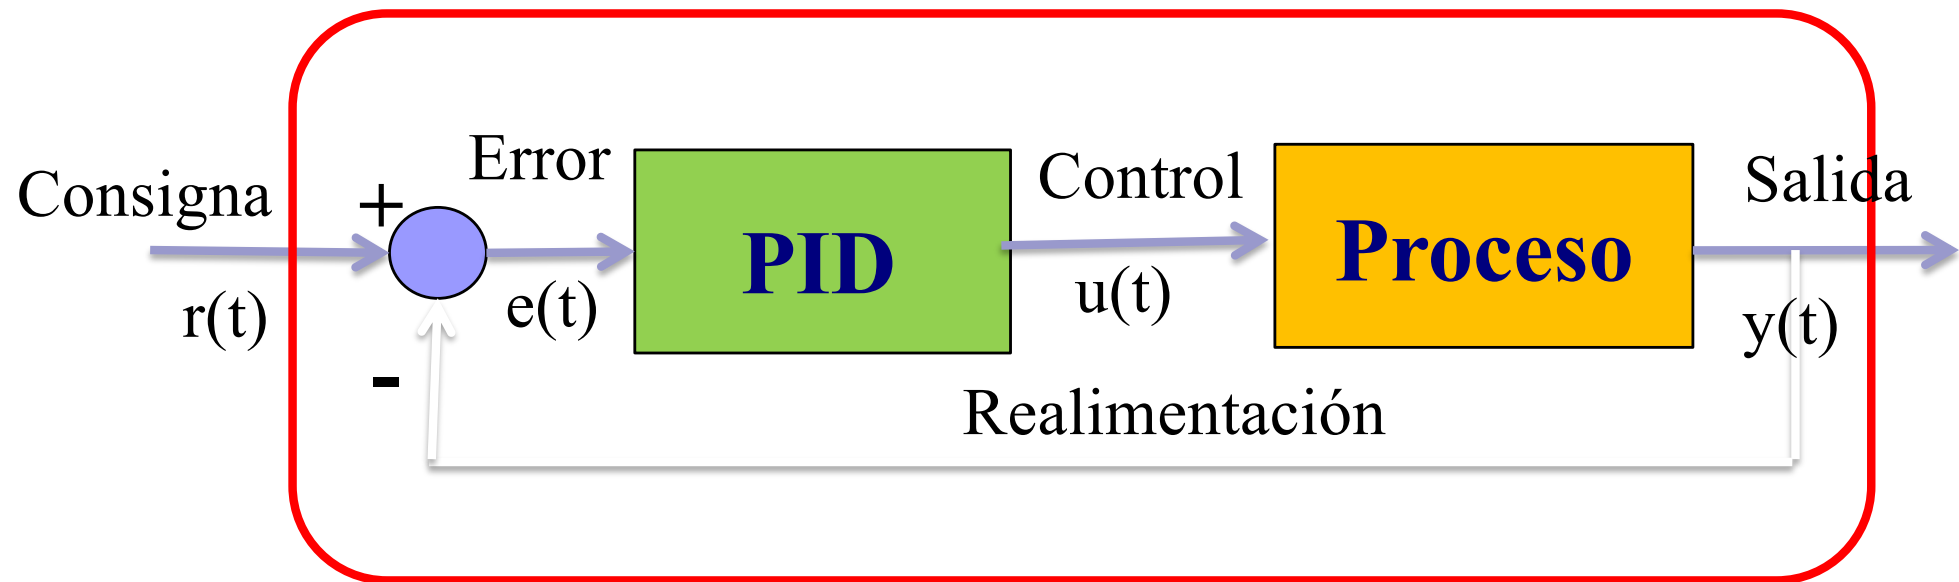 Consigna
r(t)
+
-
Error
e(t)
PID
Control
u(t)
Proceso
Salida
y(t)
Realimentación